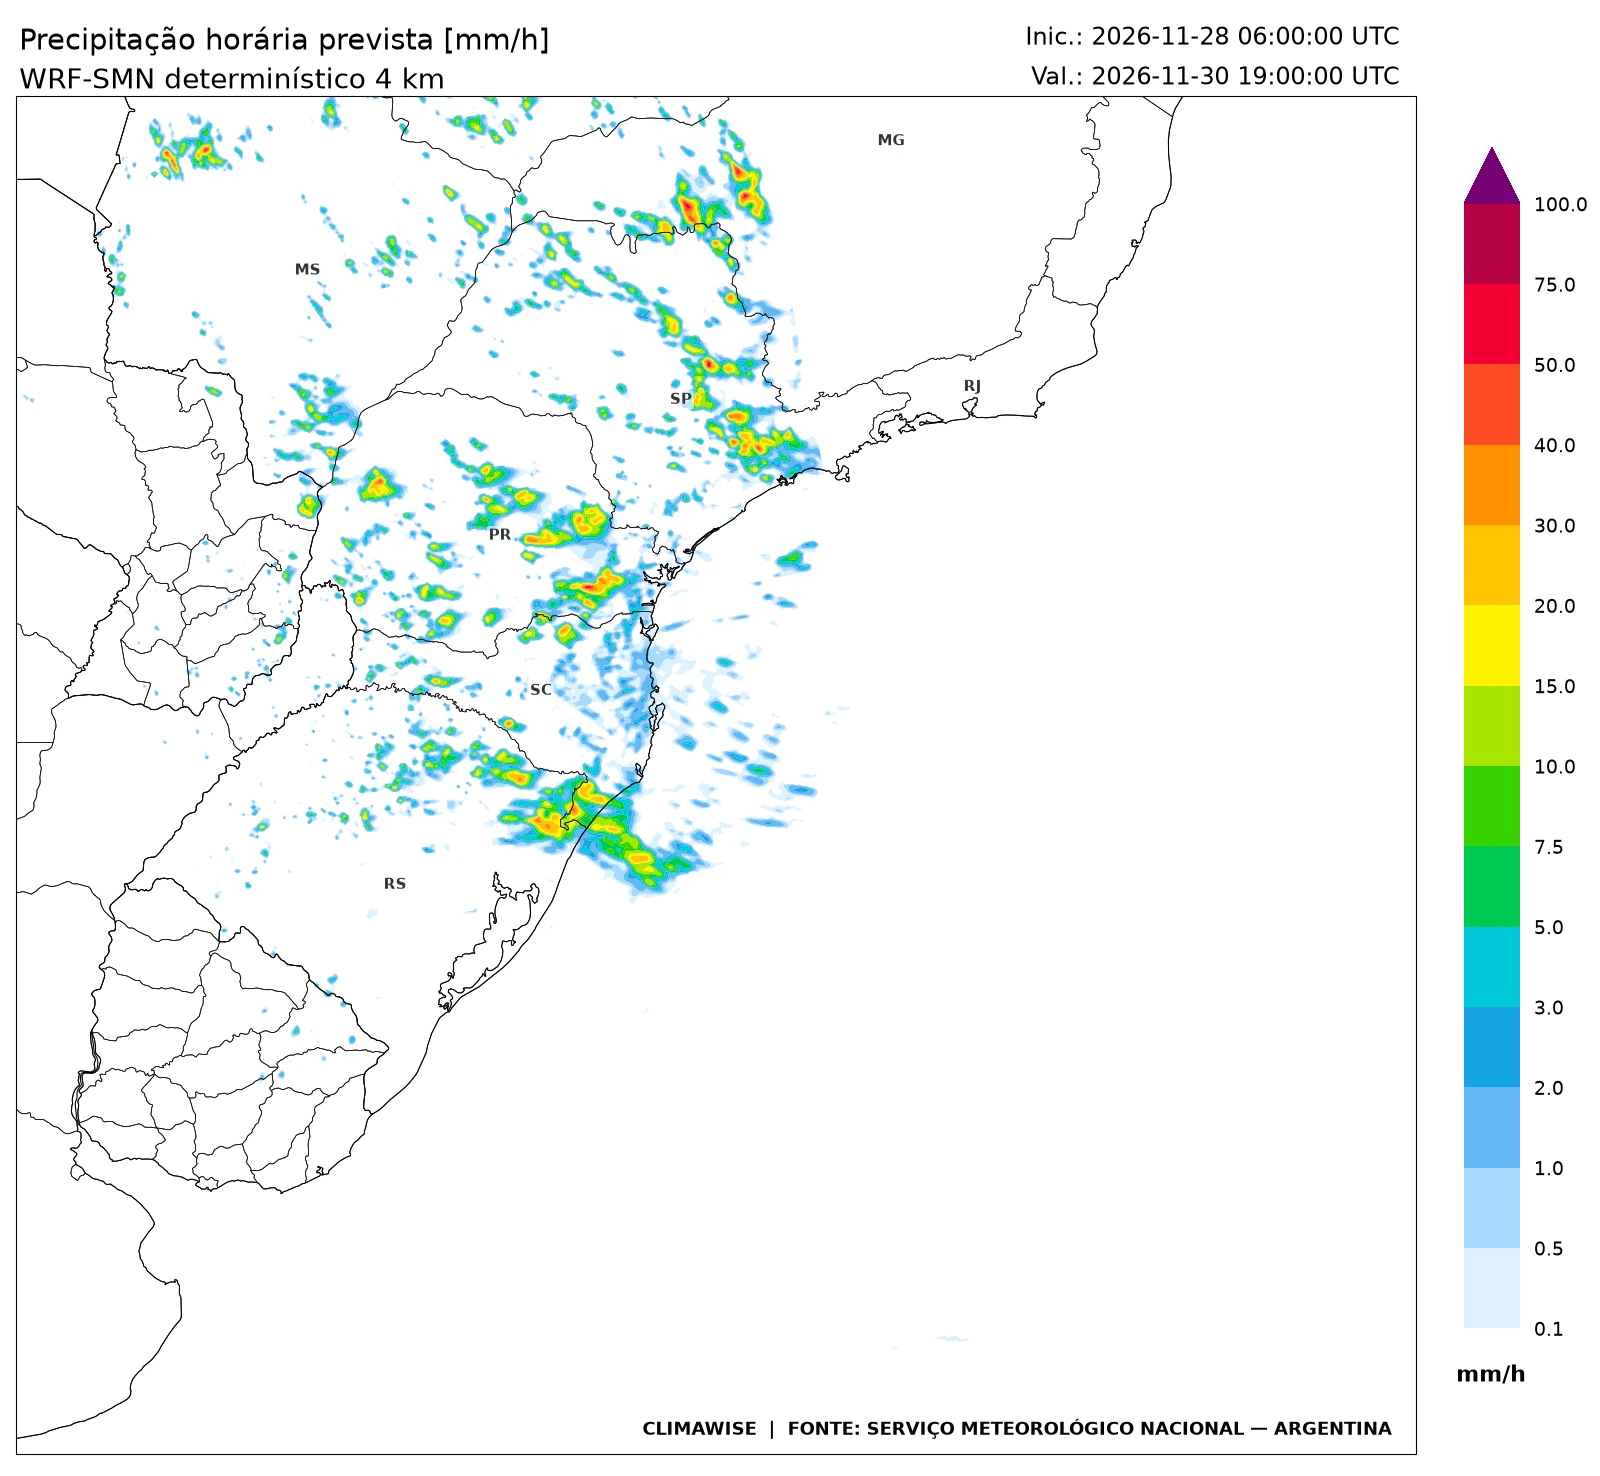 Precipitação horária prevista [mm/h]
WRF-SMN determinístico 4 km
Inic.: 2026-11-28 06:00:00 UTC
Val.: 2026-11-30 19:00:00 UTC
MG
MS
RJ
SP
PR
SC
RS
100.0
75.0
50.0
40.0
30.0
20.0
15.0
10.0
7.5
5.0
3.0
2.0
1.0
0.5
0.1
mm/h
CLIMAWISE | FONTE: SERVIÇO METEOROLÓGICO NACIONAL — ARGENTINA